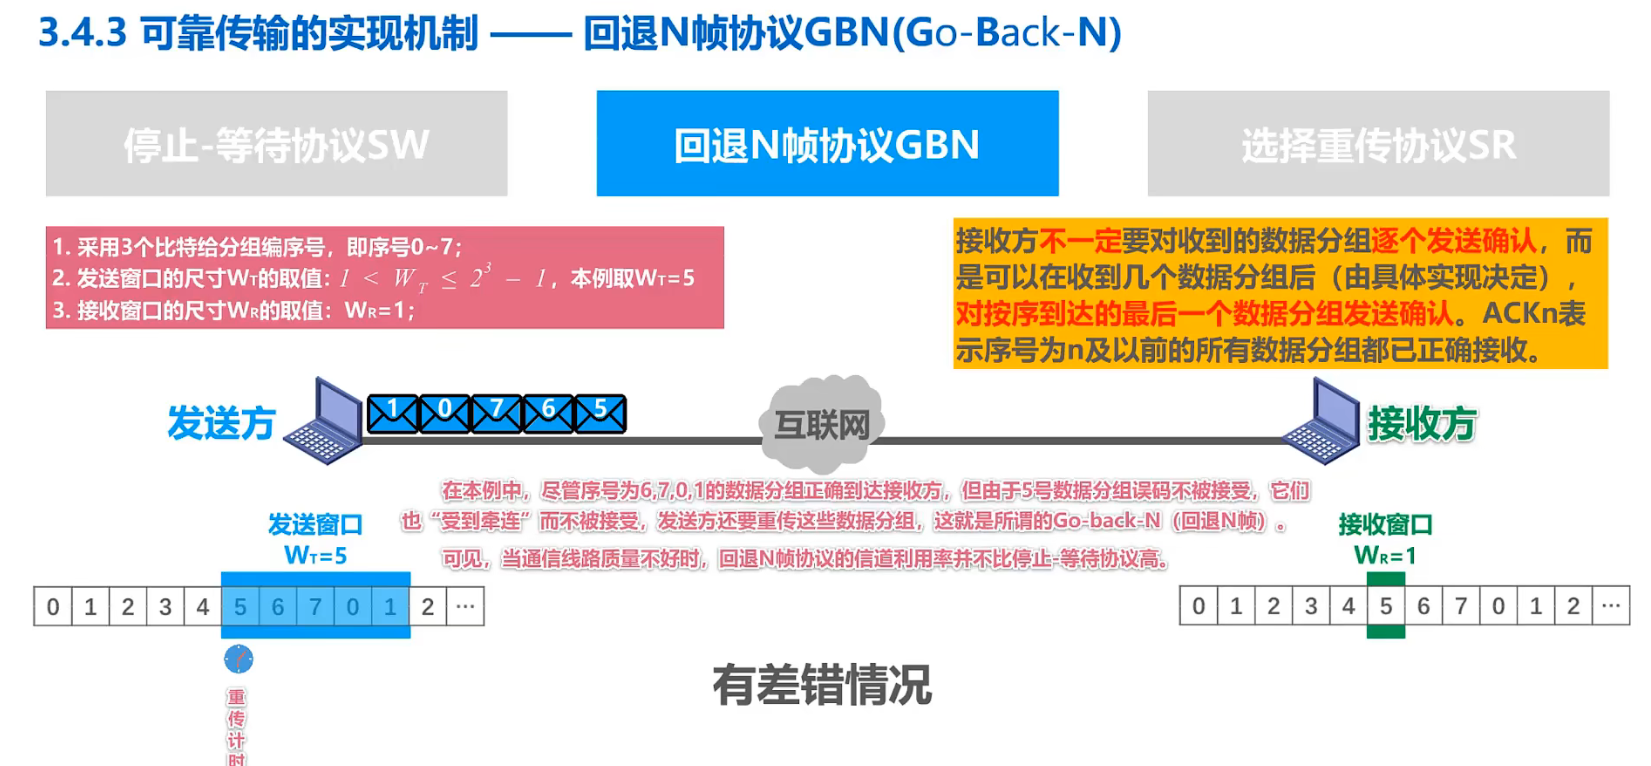 3.4.3 可靠传输的实现机制 —— 回退N帧协议GBN(Go-Back-N)
停止-等待协议SW
回退N帧协议GBN
选择重传协议SR
1. 采用3个比特给分组编序号，即序号0~7；
2. 发送窗口的尺寸WT的取值：1 < W_T ≤ 2^3 − 1，本例取WT=5
3. 接收窗口的尺寸WR的取值：WR=1；
接收方不一定要对收到的数据分组逐个发送确认，而
是可以在收到几个数据分组后（由具体实现决定），
对按序到达的最后一个数据分组发送确认。ACKn表
示序号为n及以前的所有数据分组都已正确接收。
发送方
1 0 7 6 5
互联网
接收方
在本例中，尽管序号为6,7,0,1的数据分组正确到达接收方，但由于5号数据分组误码不被接受，它们
也“受到牵连”而不被接受，发送方还要重传这些数据分组，这就是所谓的Go-back-N（回退N帧）。
可见，当通信线路质量不好时，回退N帧协议的信道利用率并不比停止-等待协议高。
发送窗口
WT=5
0 1 2 3 4 5 6 7 0 1 2 ···
接收窗口
WR=1
0 1 2 3 4 5 6 7 0 1 2 ···
重
传
计
时
有差错情况